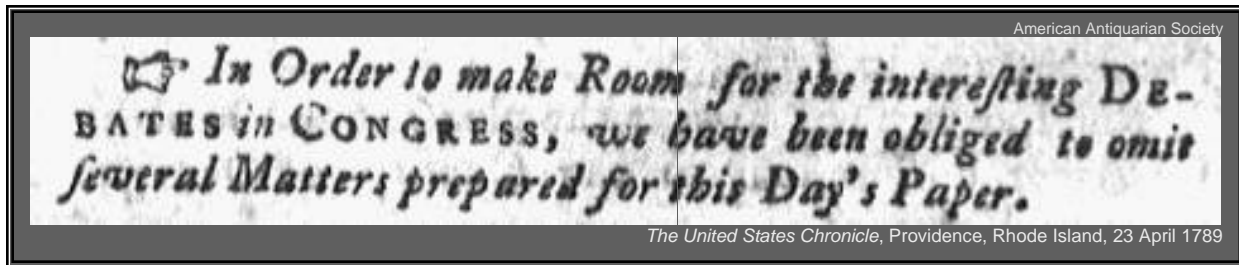 American Antiquarian Society
☞ In Order to make Room for the intereſting DE-
BATES in CONGRESS, we have been obliged to omit
ſeveral Matters prepared for this Day's Paper.
The United States Chronicle, Providence, Rhode Island, 23 April 1789